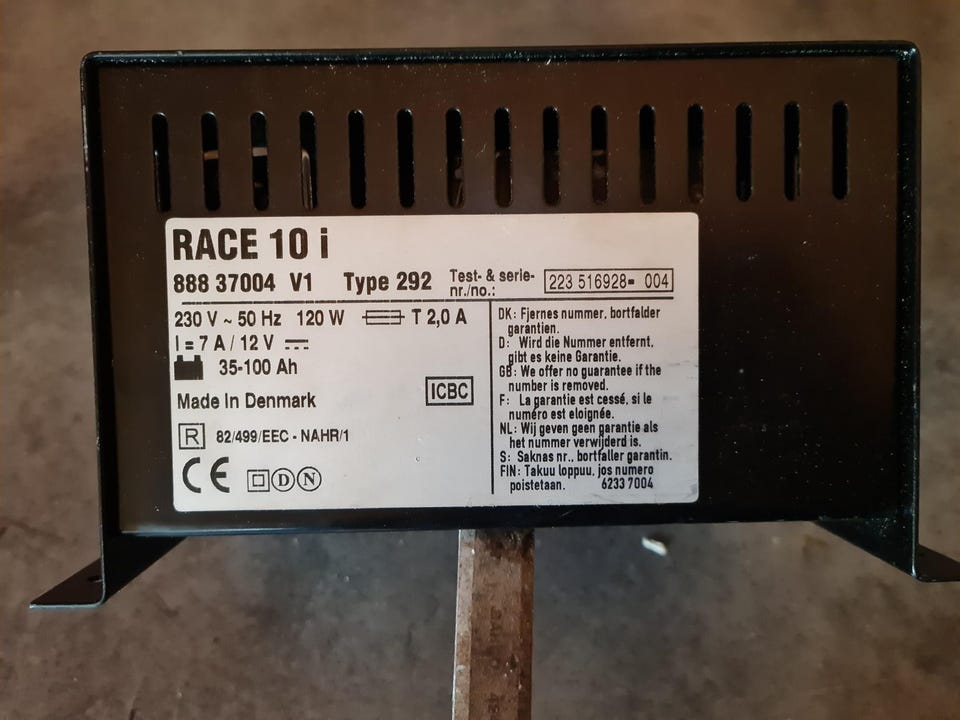 RACE 10 i
888 37004 V1 Type 292 Test- & serie-
nr./no.: 223 516928- 004
230 V ~ 50 Hz 120 W T 2,0 A
I = 7 A / 12 V
35-100 Ah
Made In Denmark ICBC
R 82/499/EEC - NAHR/1
CE D N
DK: Fjernes nummer, bortfalder
garantien.
D: Wird die Nummer entfernt,
gibt es keine Garantie.
GB: We offer no guarantee if the
number is removed.
F: La garantie est cessé, si le
numéro est eloignée.
NL: Wij geven geen garantie als
het nummer verwijderd is.
S: Saknas nr., bortfaller garantin.
FIN: Takuu loppuu, jos numero
poistetaan. 6233 7004